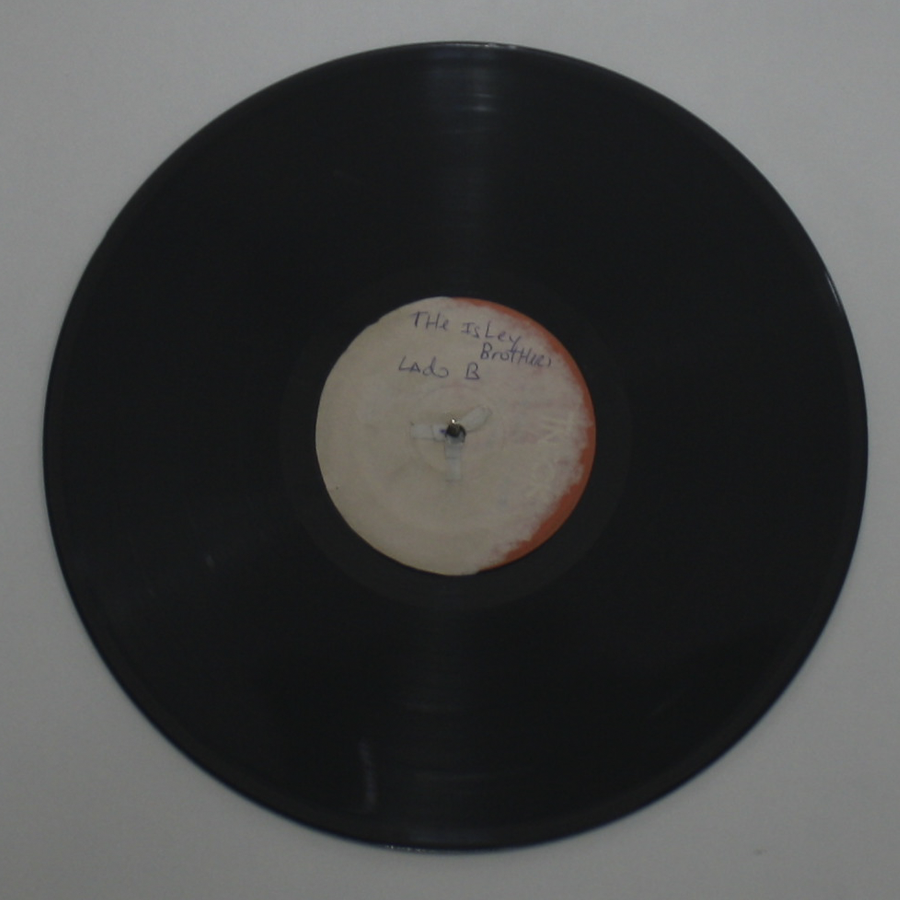 THe IsLey
BrotHers
LAdo B